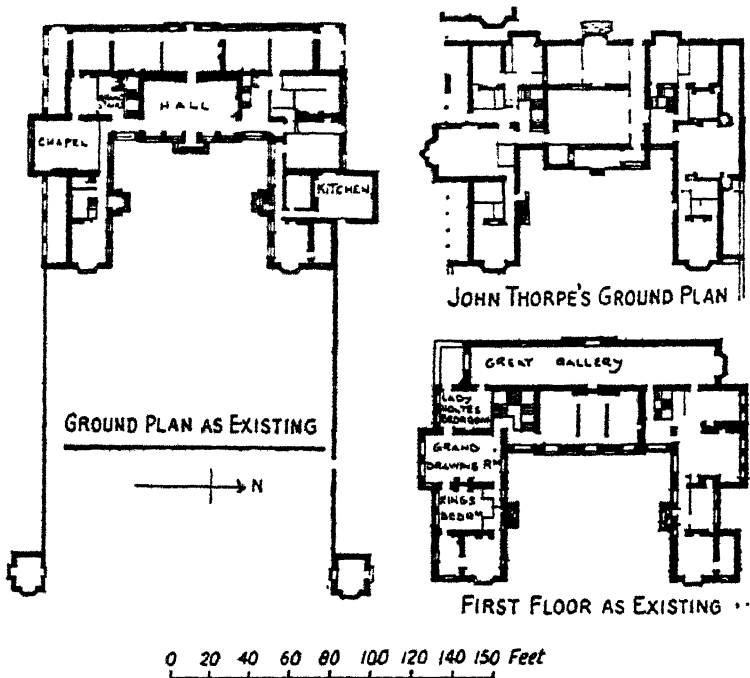 HALL
CHAPEL
KITCHEN
GROUND PLAN AS EXISTING
N
JOHN THORPE'S GROUND PLAN
GREAT GALLERY
LADY
HOLTES
BEDROOM
GRAND
DRAWING RM
KINGS
BEDRM
FIRST FLOOR AS EXISTING
0 20 40 60 80 100 120 140 150 Feet